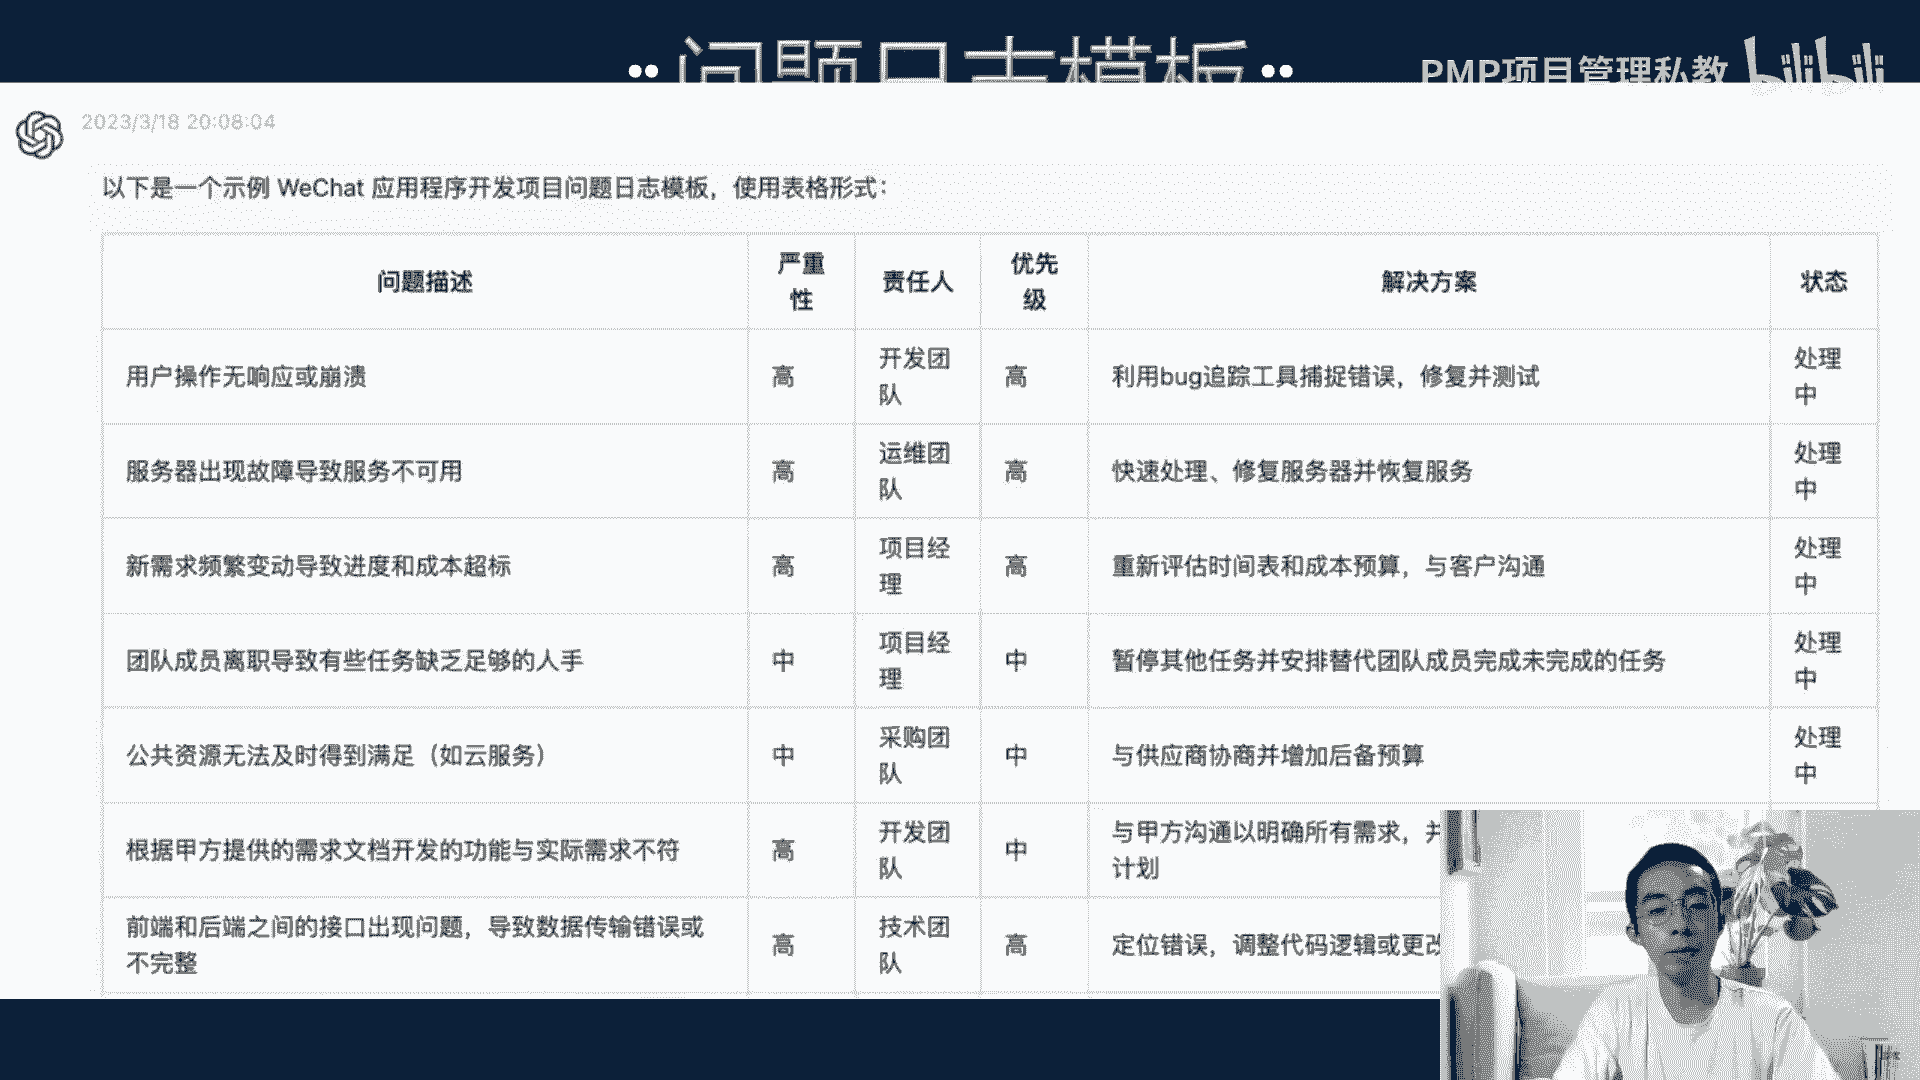 问题日志模板
PMP项目管理私教
bilibili
2023/3/18 20:08:04
以下是一个示例 WeChat 应用程序开发项目问题日志模板，使用表格形式：
问题描述
严重
性
责任人
优先
级
解决方案
状态
用户操作无响应或崩溃
高
开发团
队
高
利用bug追踪工具捕捉错误，修复并测试
处理
中
服务器出现故障导致服务不可用
高
运维团
队
高
快速处理、修复服务器并恢复服务
处理
中
新需求频繁变动导致进度和成本超标
高
项目经
理
高
重新评估时间表和成本预算，与客户沟通
处理
中
团队成员离职导致有些任务缺乏足够的人手
中
项目经
理
中
暂停其他任务并安排替代团队成员完成未完成的任务
处理
中
公共资源无法及时得到满足（如云服务）
中
采购团
队
中
与供应商协商并增加后备预算
处理
中
根据甲方提供的需求文档开发的功能与实际需求不符
高
开发团
队
中
与甲方沟通以明确所有需求，并
计划
前端和后端之间的接口出现问题，导致数据传输错误或
不完整
高
技术团
队
高
定位错误，调整代码逻辑或更改